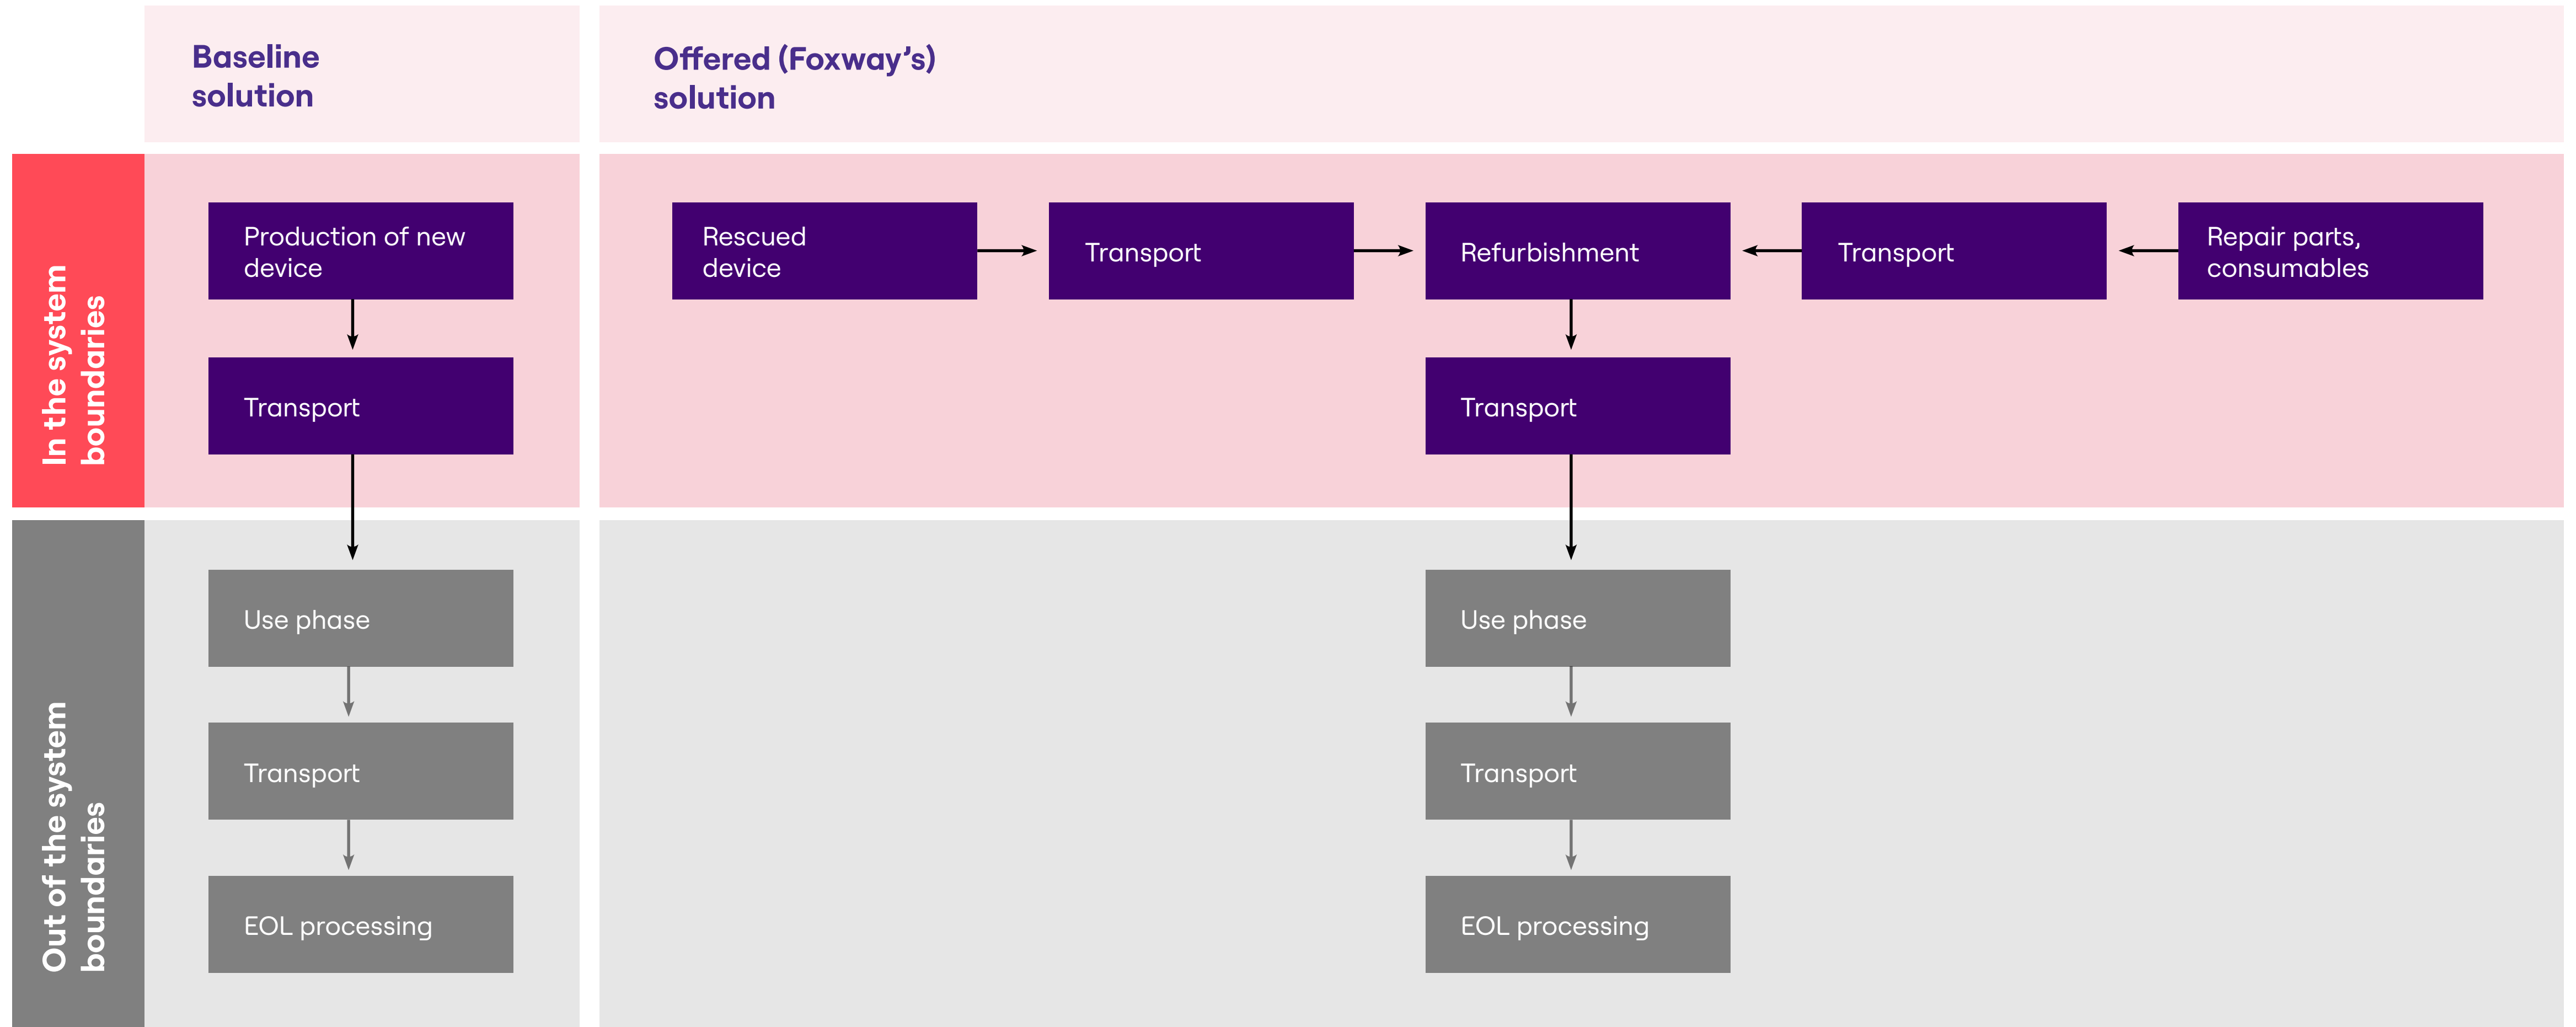 Baseline
solution
Offered (Foxway’s)
solution
In the system
boundaries
Production of new
device
Transport
Rescued
device
Transport
Refurbishment
Transport
Repair parts,
consumables
Transport
Out of the system
boundaries
Use phase
Transport
EOL processing
Use phase
Transport
EOL processing